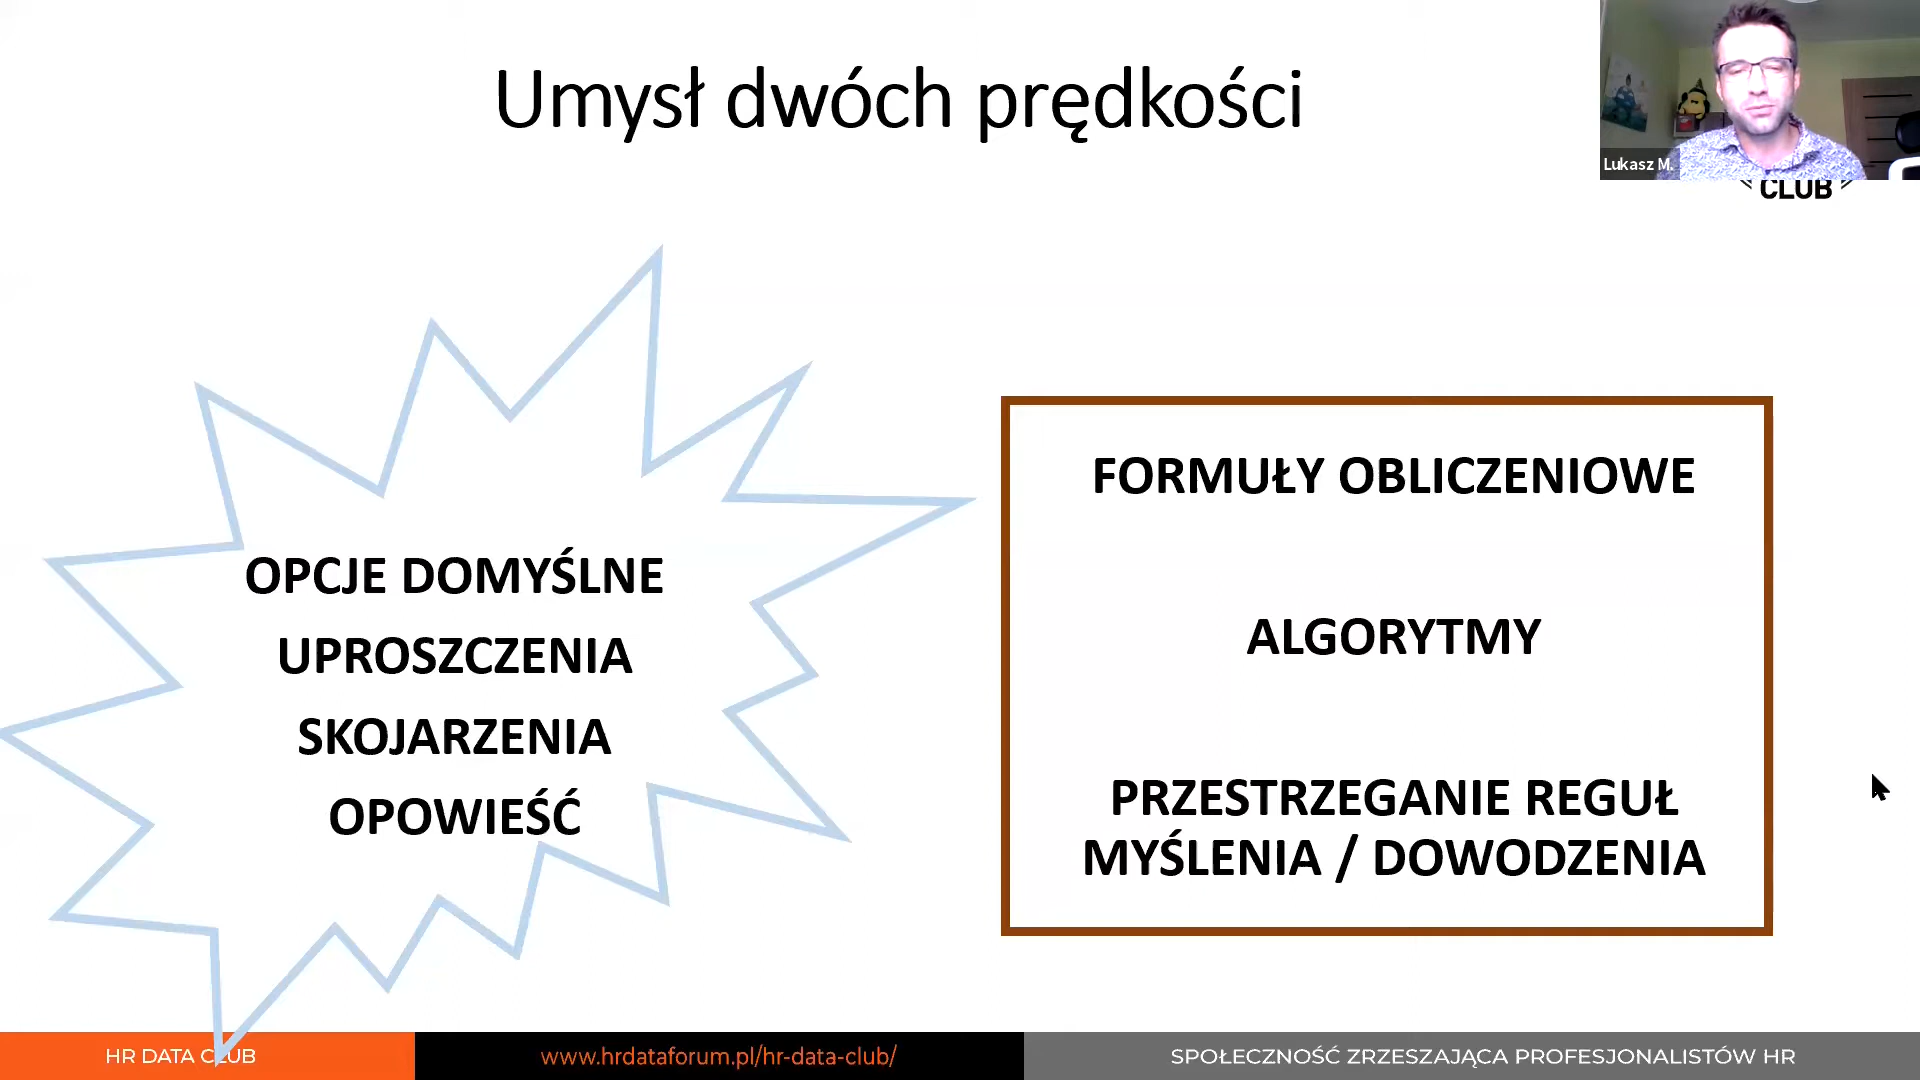 Umysł dwóch prędkości
Lukasz M.
CLUB
OPCJE DOMYŚLNE
UPROSZCZENIA
SKOJARZENIA
OPOWIEŚĆ
FORMUŁY OBLICZENIOWE
ALGORYTMY
PRZESTRZEGANIE REGUŁ
MYŚLENIA / DOWODZENIA
HR DATA CLUB
www.hrdataforum.pl/hr-data-club/
SPOŁECZNOŚĆ ZRZESZAJĄCA PROFESJONALISTÓW HR